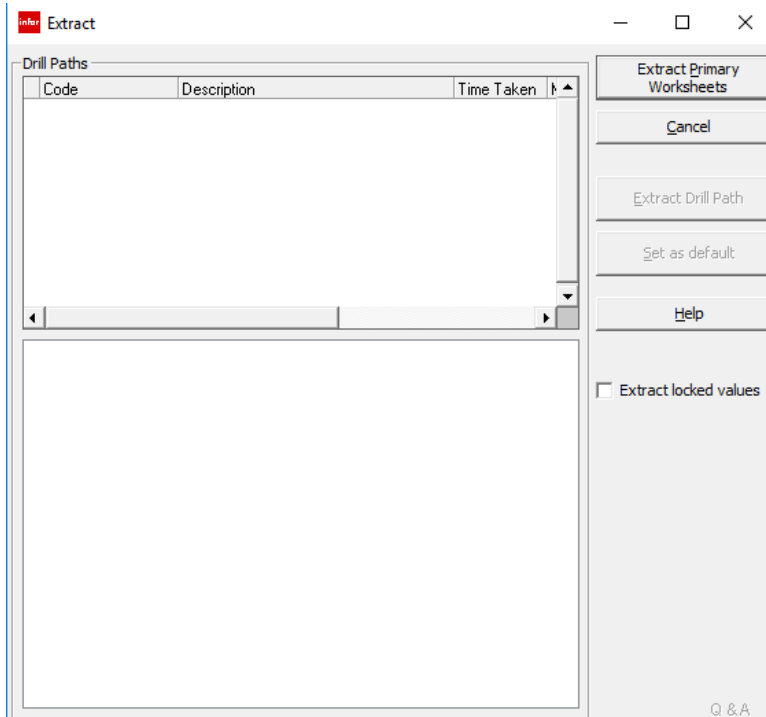 infor Extract
Drill Paths
Code Description Time Taken
Extract Primary
Worksheets
Cancel
Extract Drill Path
Set as default
Help
Extract locked values
Q & A